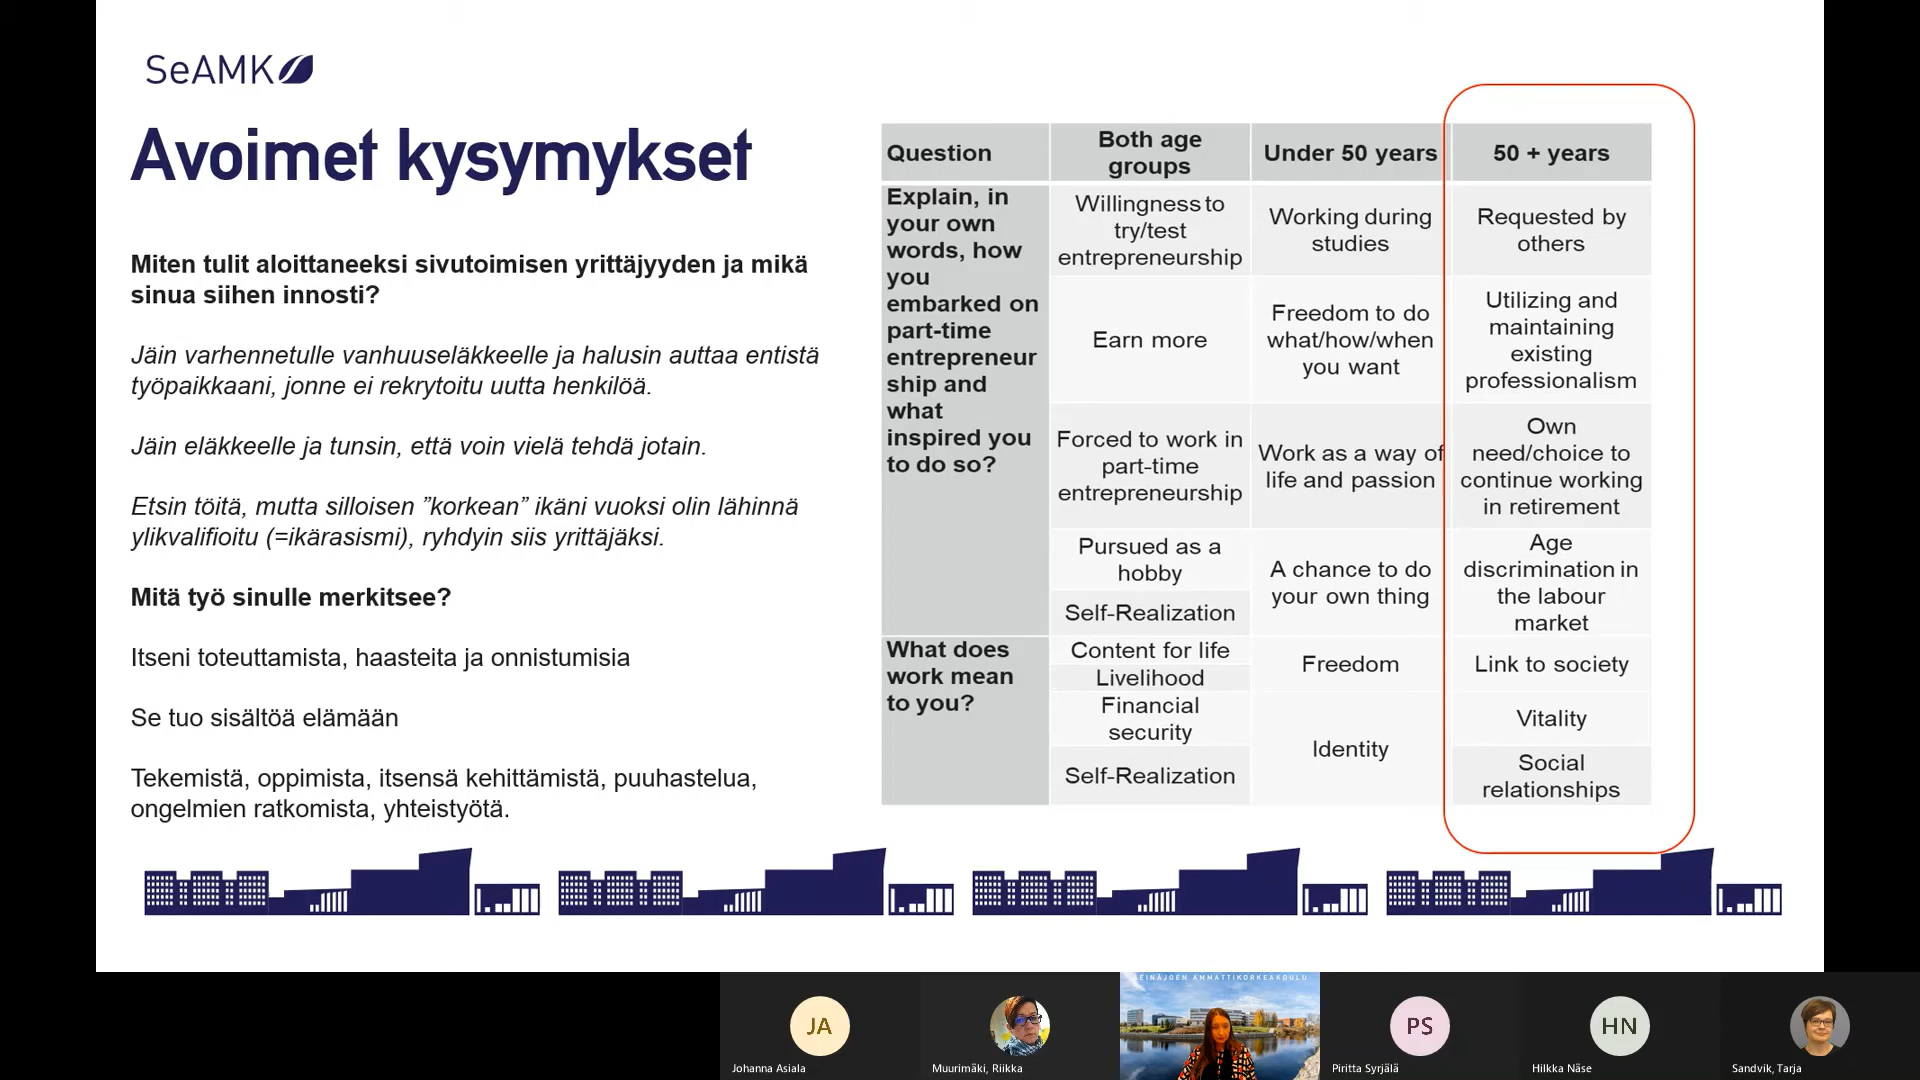 SeAMK
Avoimet kysymykset
Miten tulit aloittaneeksi sivutoimisen yrittäjyyden ja mikä
sinua siihen innosti?
Jäin varhennetulle vanhuuseläkkeelle ja halusin auttaa entistä
työpaikkaani, jonne ei rekrytoitu uutta henkilöä.
Jäin eläkkeelle ja tunsin, että voin vielä tehdä jotain.
Etsin töitä, mutta silloisen ”korkean” ikäni vuoksi olin lähinnä
ylikvalifioitu (=ikärasismi), ryhdyin siis yrittäjäksi.
Mitä työ sinulle merkitsee?
Itseni toteuttamista, haasteita ja onnistumisia
Se tuo sisältöä elämään
Tekemistä, oppimista, itsensä kehittämistä, puuhastelua,
ongelmien ratkomista, yhteistyötä.
Question
Both age
groups
Under 50 years
50 + years
Explain, in
your own
words, how
you
embarked on
part-time
entrepreneur
ship and
what
inspired you
to do so?
Willingness to
try/test
entrepreneurship
Working during
studies
Requested by
others
Earn more
Freedom to do
what/how/when
you want
Utilizing and
maintaining
existing
professionalism
Forced to work in
part-time
entrepreneurship
Work as a way of
life and passion
Own
need/choice to
continue working
in retirement
Pursued as a
hobby
Self-Realization
A chance to do
your own thing
Age
discrimination in
the labour
market
What does
work mean
to you?
Content for life
Livelihood
Financial
security
Self-Realization
Freedom
Identity
Link to society
Vitality
Social
relationships
EINÄJOEN AMMATTIKORKEAKOULU
JA
PS
HN
Johanna Asiala
Muurimäki, Riikka
Piritta Syrjälä
Hilkka Näse
Sandvik, Tarja